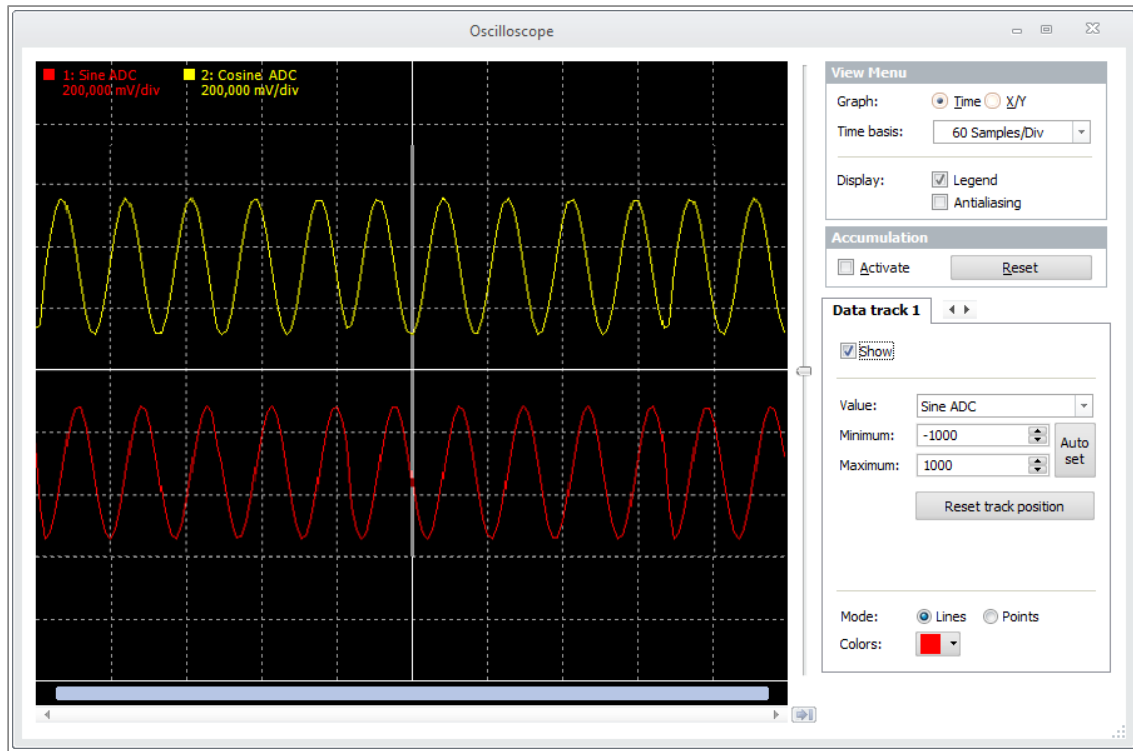 Oscilloscope
1: Sine ADC
200,000 mV/div
2: Cosine ADC
200,000 mV/div
View Menu
Graph: Time X/Y
Time basis: 60 Samples/Div
Display: Legend
Antialiasing
Accumulation
Activate Reset
Data track 1
Show
Value: Sine ADC
Minimum: -1000
Maximum: 1000
Auto set
Reset track position
Mode: Lines Points
Colors: